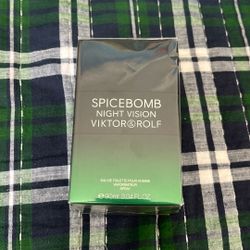 SPICEBOMB
NIGHT VISION
VIKTOR&ROLF
EAU DE TOILETTE POUR HOMME
VAPORISATEUR
SPRAY
℮ 90ml 3.04 FL.OZ